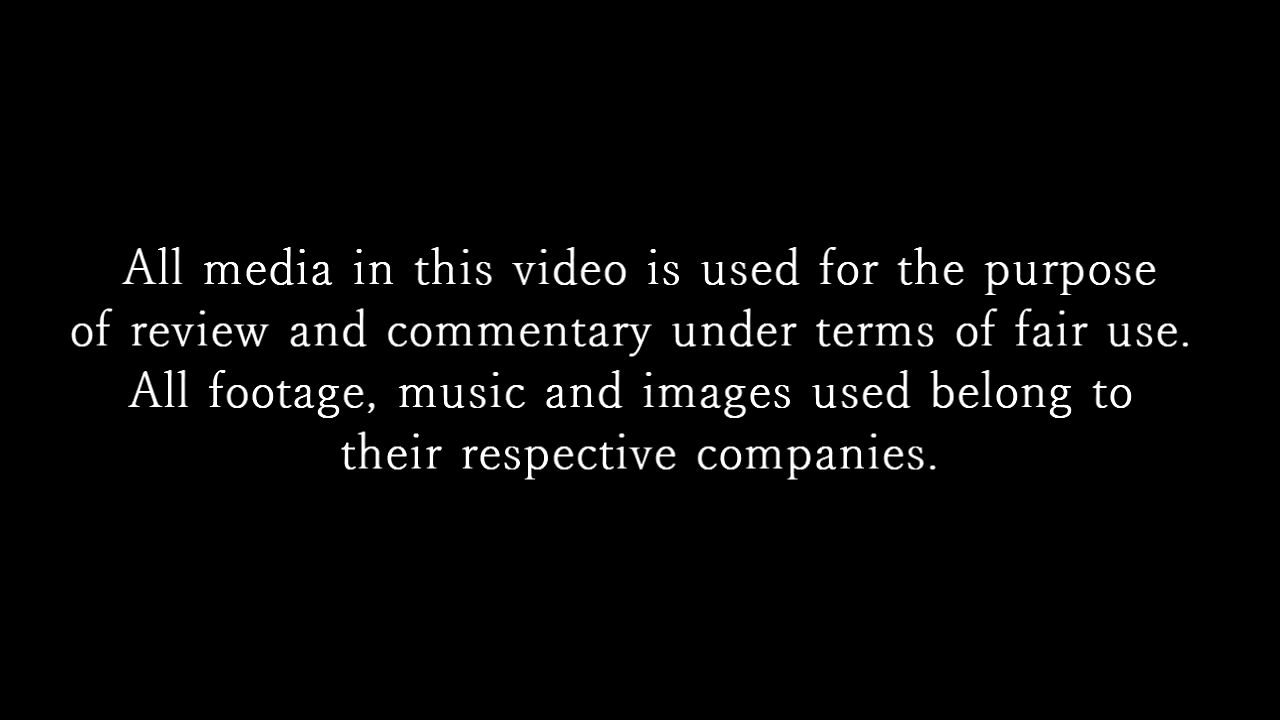 All media in this video is used for the purpose
of review and commentary under terms of fair use.
All footage, music and images used belong to
their respective companies.